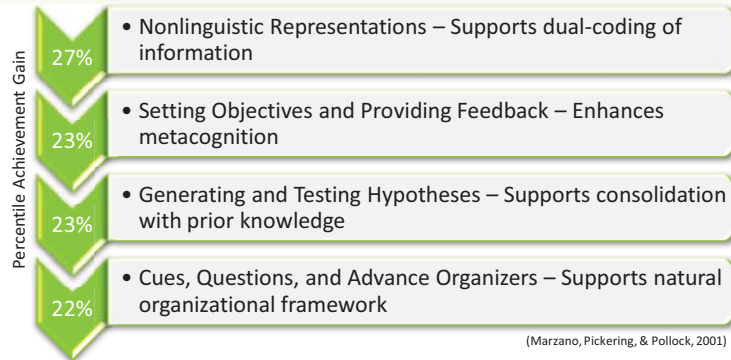 Percentile Achievement Gain
27%
• Nonlinguistic Representations – Supports dual-coding of
information
23%
• Setting Objectives and Providing Feedback – Enhances
metacognition
23%
• Generating and Testing Hypotheses – Supports consolidation
with prior knowledge
22%
• Cues, Questions, and Advance Organizers – Supports natural
organizational framework
(Marzano, Pickering, & Pollock, 2001)